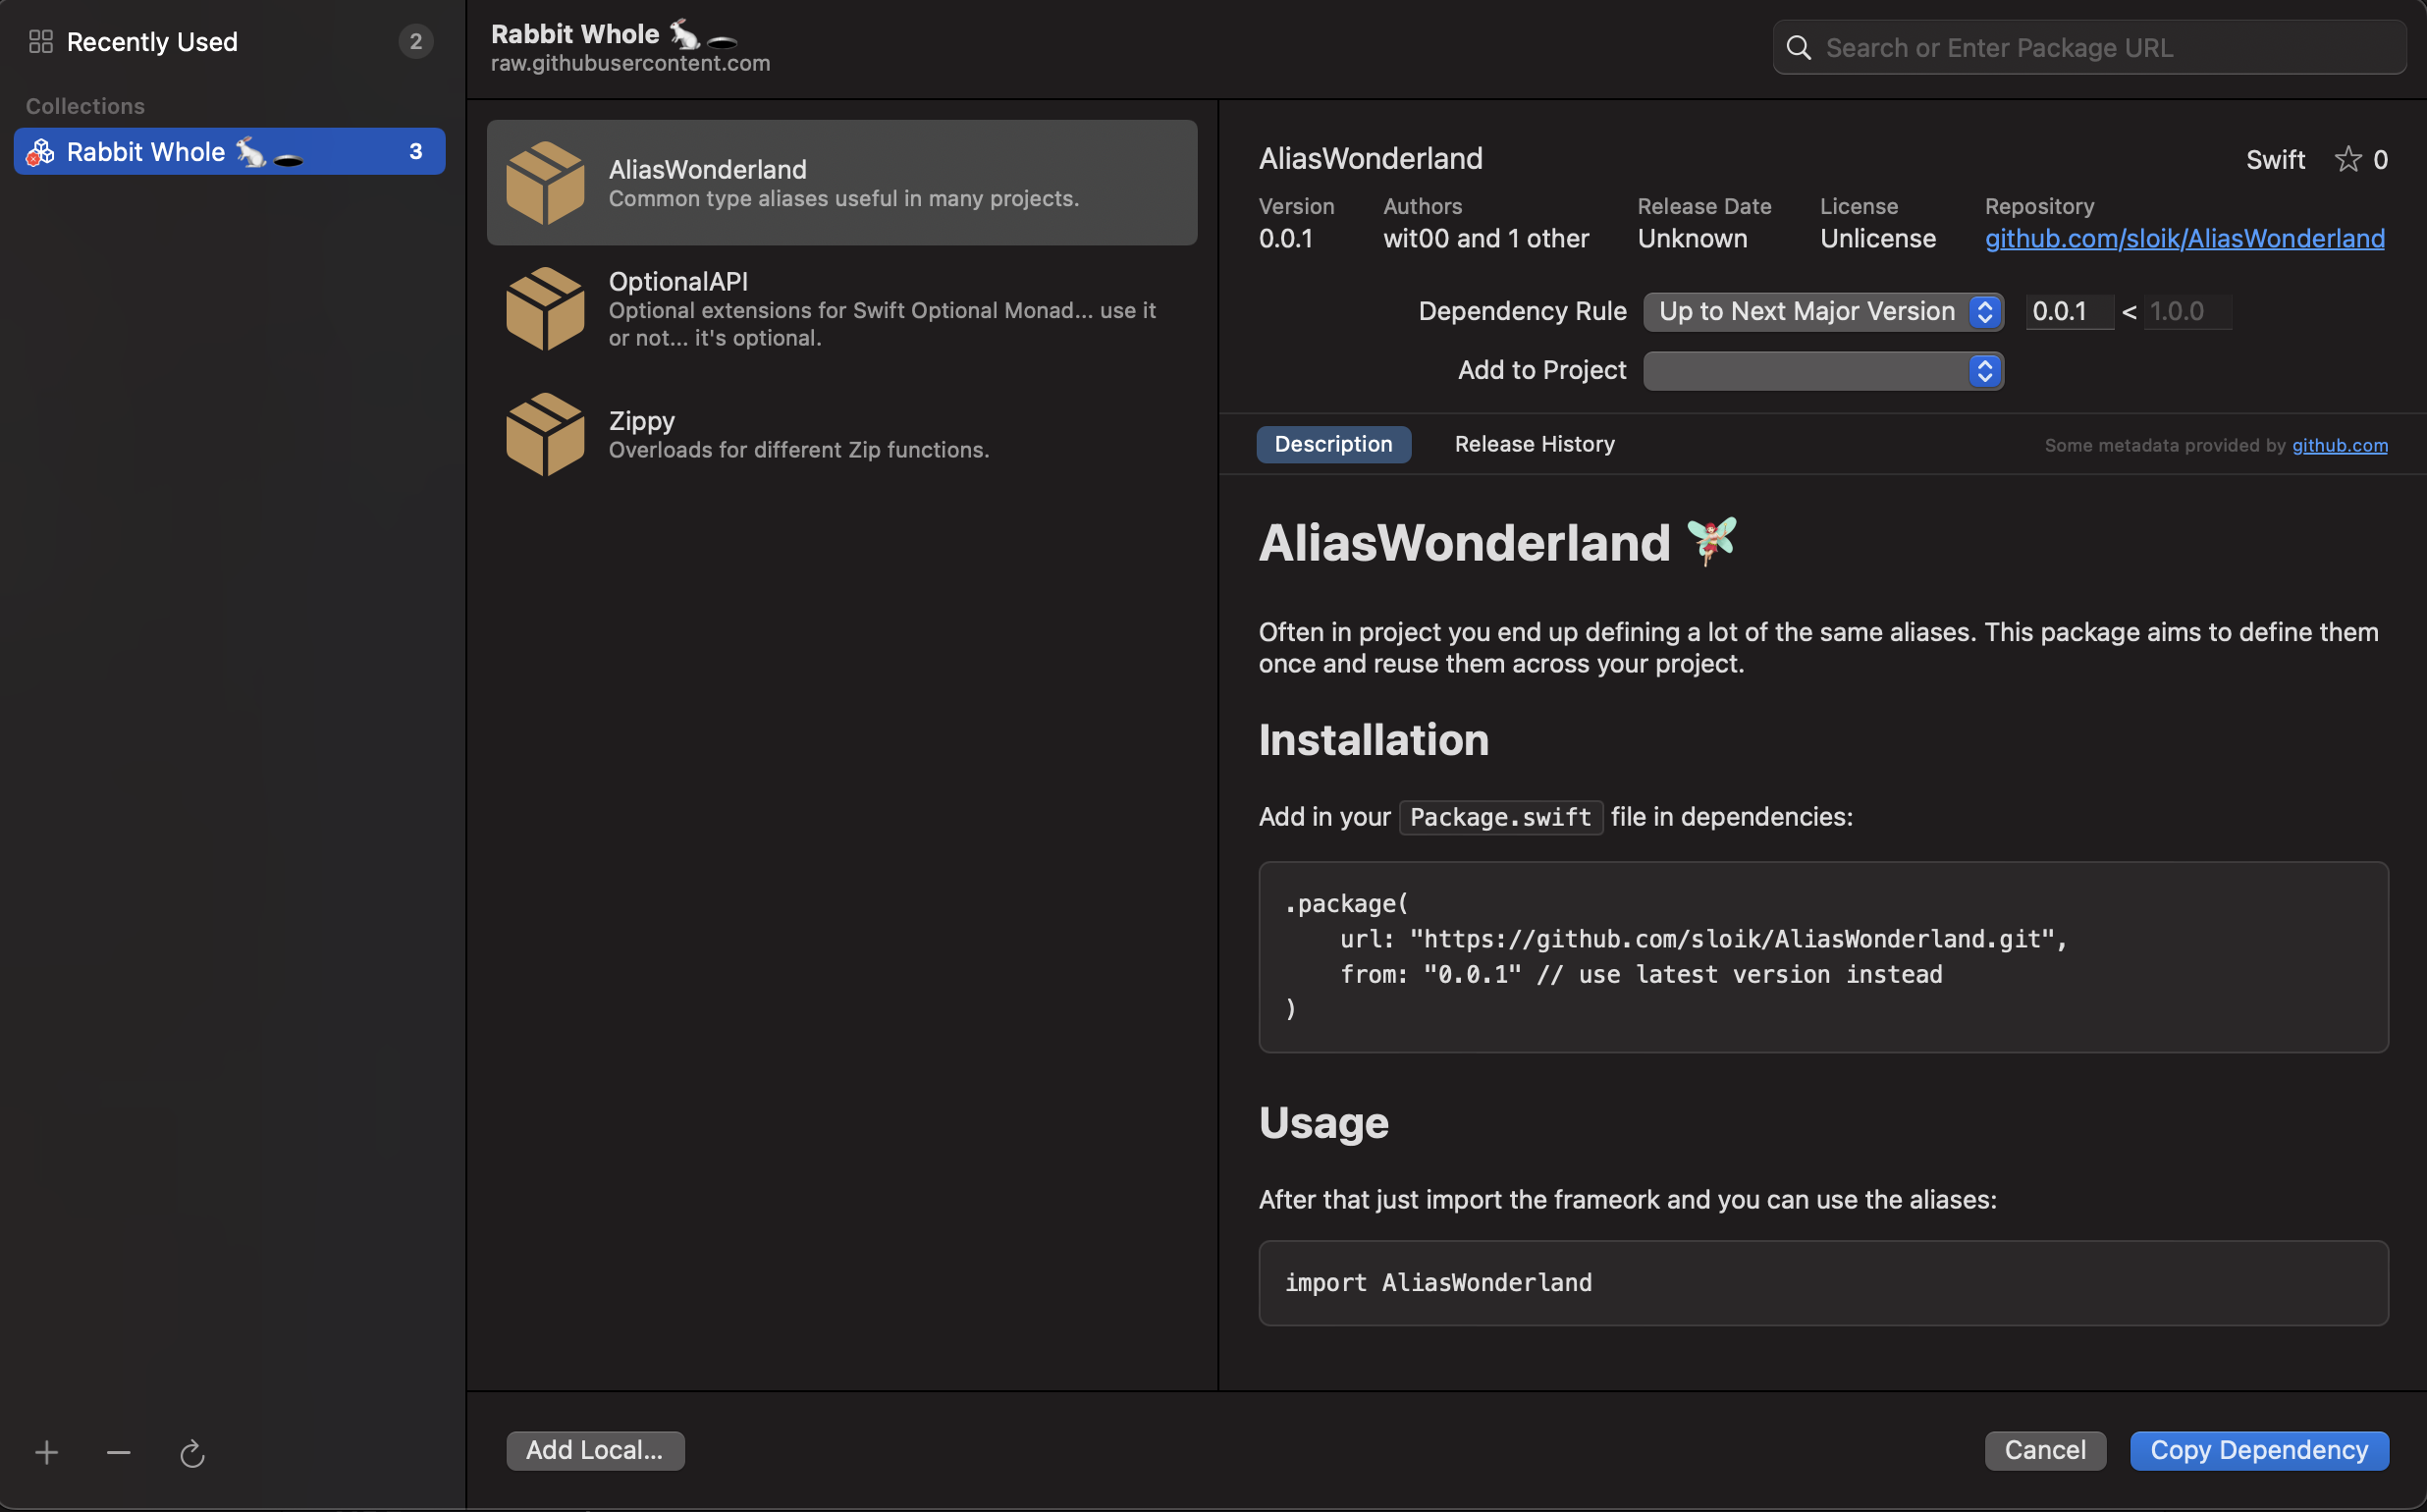 Recently Used 2
Collections
Rabbit Whole 🐇🕳️ 3
Rabbit Whole 🐇🕳️
raw.githubusercontent.com
Search or Enter Package URL
AliasWonderland
Common type aliases useful in many projects.
OptionalAPI
Optional extensions for Swift Optional Monad... use it
or not... it's optional.
Zippy
Overloads for different Zip functions.
AliasWonderland Swift 0
Version Authors Release Date License Repository
0.0.1 wit00 and 1 other Unknown Unlicense github.com/sloik/AliasWonderland
Dependency Rule Up to Next Major Version 0.0.1 < 1.0.0
Add to Project
Description Release History Some metadata provided by github.com
AliasWonderland 🧚
Often in project you end up defining a lot of the same aliases. This package aims to define them
once and reuse them across your project.
Installation
Add in your Package.swift file in dependencies:
.package(
    url: "https://github.com/sloik/AliasWonderland.git",
    from: "0.0.1" // use latest version instead
)
Usage
After that just import the frameork and you can use the aliases:
import AliasWonderland
Add Local... Cancel Copy Dependency